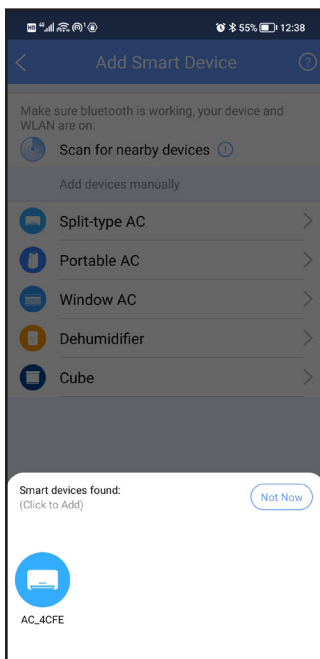 HD 4G 55% 12:38
Add Smart Device ?
Make sure bluetooth is working, your device and
WLAN are on.
Scan for nearby devices
Add devices manually
Split-type AC
Portable AC
Window AC
Dehumidifier
Cube
Smart devices found:
(Click to Add)
Not Now
AC_4CFE